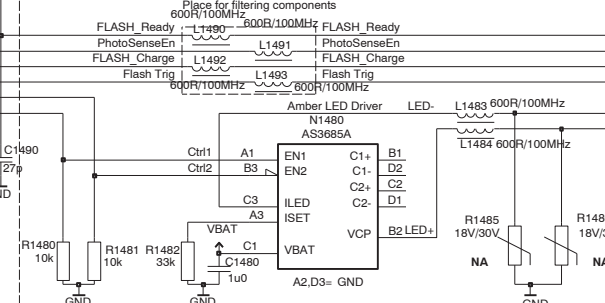 Place for filtering components
600R/100MHz
600R/100MHz
FLASH_Ready L1490 FLASH_Ready
PhotoSenseEn L1491 PhotoSenseEn
FLASH_Charge L1492 FLASH_Charge
Flash Trig L1493 Flash Trig
600R/100MHz 600R/100MHz
Amber LED Driver LED- L1483 600R/100MHz
N1480
AS3685A
L1484 600R/100MHz
C1490
27p
Ctrl1 A1 EN1 C1+ B1
Ctrl2 B3 EN2 C1- D2
C2+ C2
C3 ILED C2- D1
A3 ISET
VBAT
VCP B2 LED+
C1 VBAT
R1480
10k
R1481
10k
R1482
33k
C1480
1u0
R1485
18V/30V
NA
A2,D3= GND
GND
GND
GND